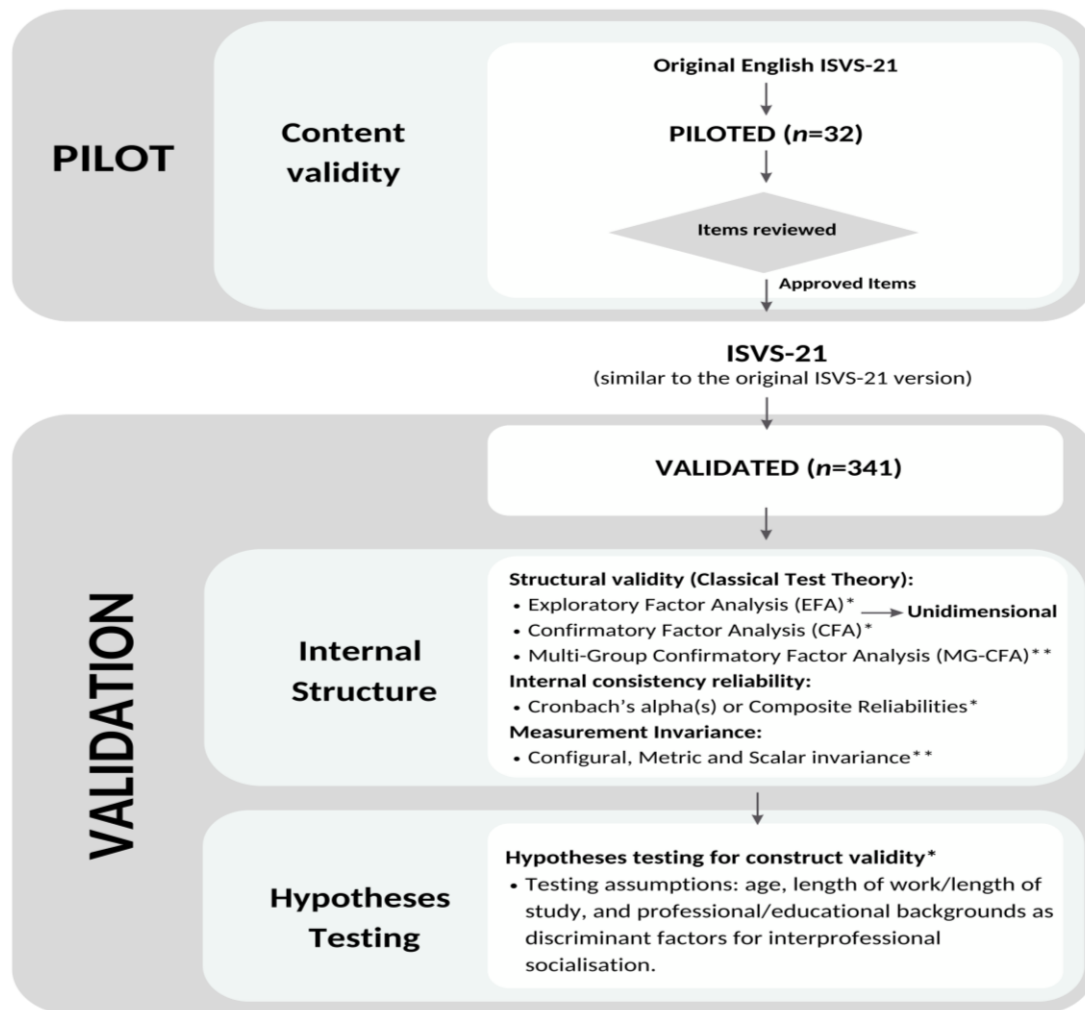 PILOT
Content
validity
Original English ISVS-21
PILOTED (n=32)
Items reviewed
Approved Items
ISVS-21
(similar to the original ISVS-21 version)
VALIDATION
VALIDATED (n=341)
Internal
Structure
Structural validity (Classical Test Theory):
• Exploratory Factor Analysis (EFA)* Unidimensional
• Confirmatory Factor Analysis (CFA)*
• Multi-Group Confirmatory Factor Analysis (MG-CFA)**
Internal consistency reliability:
• Cronbach's alpha(s) or Composite Reliabilities*
Measurement Invariance:
• Configural, Metric and Scalar invariance**
Hypotheses
Testing
Hypotheses testing for construct validity*
• Testing assumptions: age, length of work/length of
study, and professional/educational backgrounds as
discriminant factors for interprofessional
socialisation.